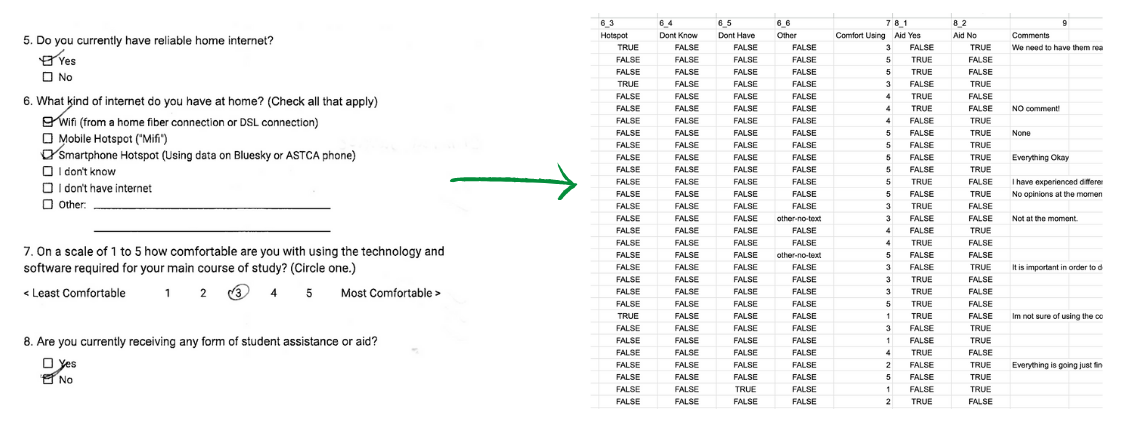 5. Do you currently have reliable home internet?
Yes
No
6. What kind of internet do you have at home? (Check all that apply)
Wifi (from a home fiber connection or DSL connection)
Mobile Hotspot ("Mifi")
Smartphone Hotspot (Using data on Bluesky or ASTCA phone)
I don't know
I don't have internet
Other:
7. On a scale of 1 to 5 how comfortable are you with using the technology and
software required for your main course of study? (Circle one.)
< Least Comfortable 1 2 3 4 5 Most Comfortable >
8. Are you currently receiving any form of student assistance or aid?
Yes
No
6_3 6_4 6_5 6_6 7 8_1 8_2 9
Hotspot Dont Know Dont Have Other Comfort Using Aid Yes Aid No Comments
TRUE FALSE FALSE FALSE 3 FALSE TRUE We need to have them rea
FALSE FALSE FALSE FALSE 5 TRUE FALSE
FALSE FALSE FALSE FALSE 5 TRUE FALSE
TRUE FALSE FALSE FALSE 3 FALSE TRUE
FALSE FALSE FALSE FALSE 4 TRUE FALSE
FALSE FALSE FALSE FALSE 4 TRUE FALSE NO comment!
FALSE FALSE FALSE FALSE 4 FALSE TRUE
FALSE FALSE FALSE FALSE 5 FALSE TRUE None
FALSE FALSE FALSE FALSE 5 FALSE TRUE
FALSE FALSE FALSE FALSE 5 FALSE TRUE Everything Okay
FALSE FALSE FALSE FALSE 5 FALSE TRUE
FALSE FALSE FALSE FALSE 5 TRUE FALSE I have experienced differer
FALSE FALSE FALSE FALSE 5 FALSE TRUE No opinions at the momen
FALSE FALSE FALSE FALSE 3 TRUE FALSE
FALSE FALSE FALSE other-no-text 3 FALSE FALSE Not at the moment.
FALSE FALSE FALSE FALSE 4 FALSE TRUE
FALSE FALSE FALSE FALSE 4 TRUE FALSE
FALSE FALSE FALSE other-no-text 5 FALSE FALSE
FALSE FALSE FALSE FALSE 3 FALSE TRUE It is important in order to d
FALSE FALSE FALSE FALSE 3 TRUE FALSE
FALSE FALSE FALSE FALSE 3 TRUE FALSE
FALSE FALSE FALSE FALSE 5 TRUE FALSE
TRUE FALSE FALSE FALSE 1 TRUE FALSE Im not sure of using the co
FALSE FALSE FALSE FALSE 3 FALSE TRUE
FALSE FALSE FALSE FALSE 1 FALSE TRUE
FALSE FALSE FALSE FALSE 4 TRUE FALSE
FALSE FALSE FALSE FALSE 2 FALSE TRUE Everything is going just fin
FALSE FALSE FALSE FALSE 5 FALSE TRUE
FALSE FALSE TRUE FALSE 1 FALSE TRUE
FALSE FALSE FALSE FALSE 2 TRUE FALSE